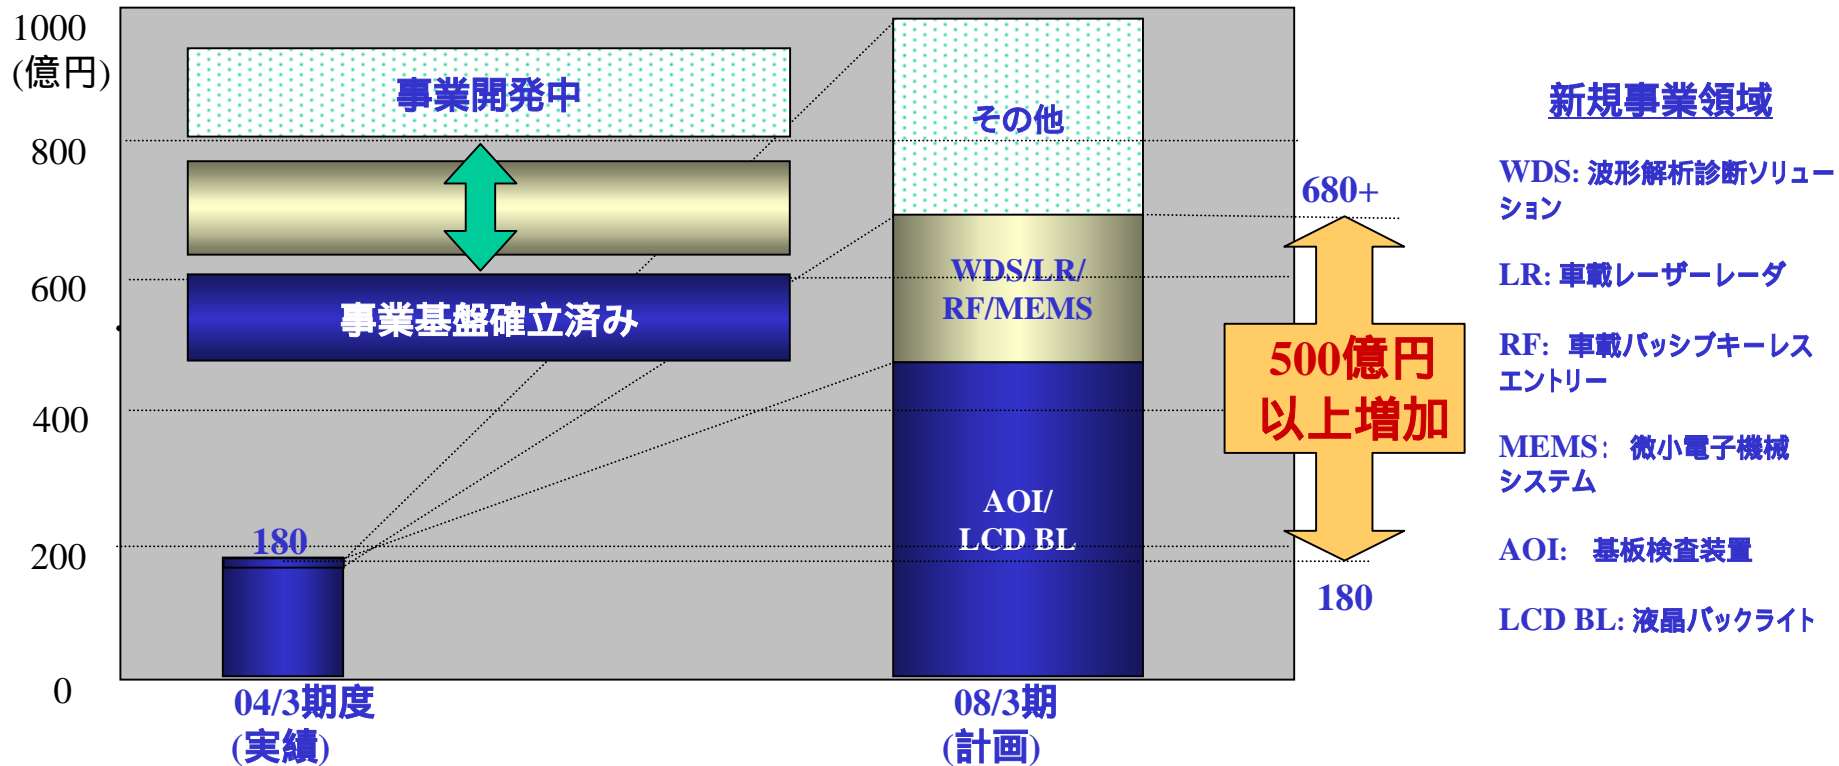 1000
(億円)
800
600
400
200
0
事業開発中
事業基盤確立済み
180
04/3期度
(実績)
その他
WDS/LR/
RF/MEMS
AOI/
LCD BL
08/3期
(計画)
680+
500億円
以上増加
180
新規事業領域
WDS: 波形解析診断ソリュー
ション
LR: 車載レーザーレーダ
RF: 車載パッシブキーレス
エントリー
MEMS: 微小電子機械
システム
AOI: 基板検査装置
LCD BL: 液晶バックライト